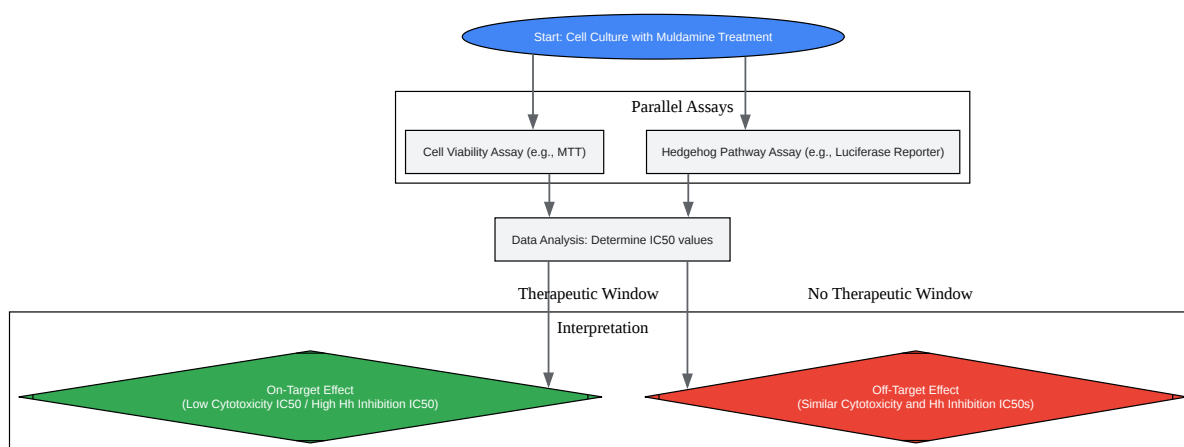 Start: Cell Culture with Muldamine Treatment
Parallel Assays
Cell Viability Assay (e.g., MTT)
Hedgehog Pathway Assay (e.g., Luciferase Reporter)
Data Analysis: Determine IC50 values
Therapeutic Window
No Therapeutic Window
Interpretation
On-Target Effect
(Low Cytotoxicity IC50 / High Hh Inhibition IC50)
Off-Target Effect
(Similar Cytotoxicity and Hh Inhibition IC50s)